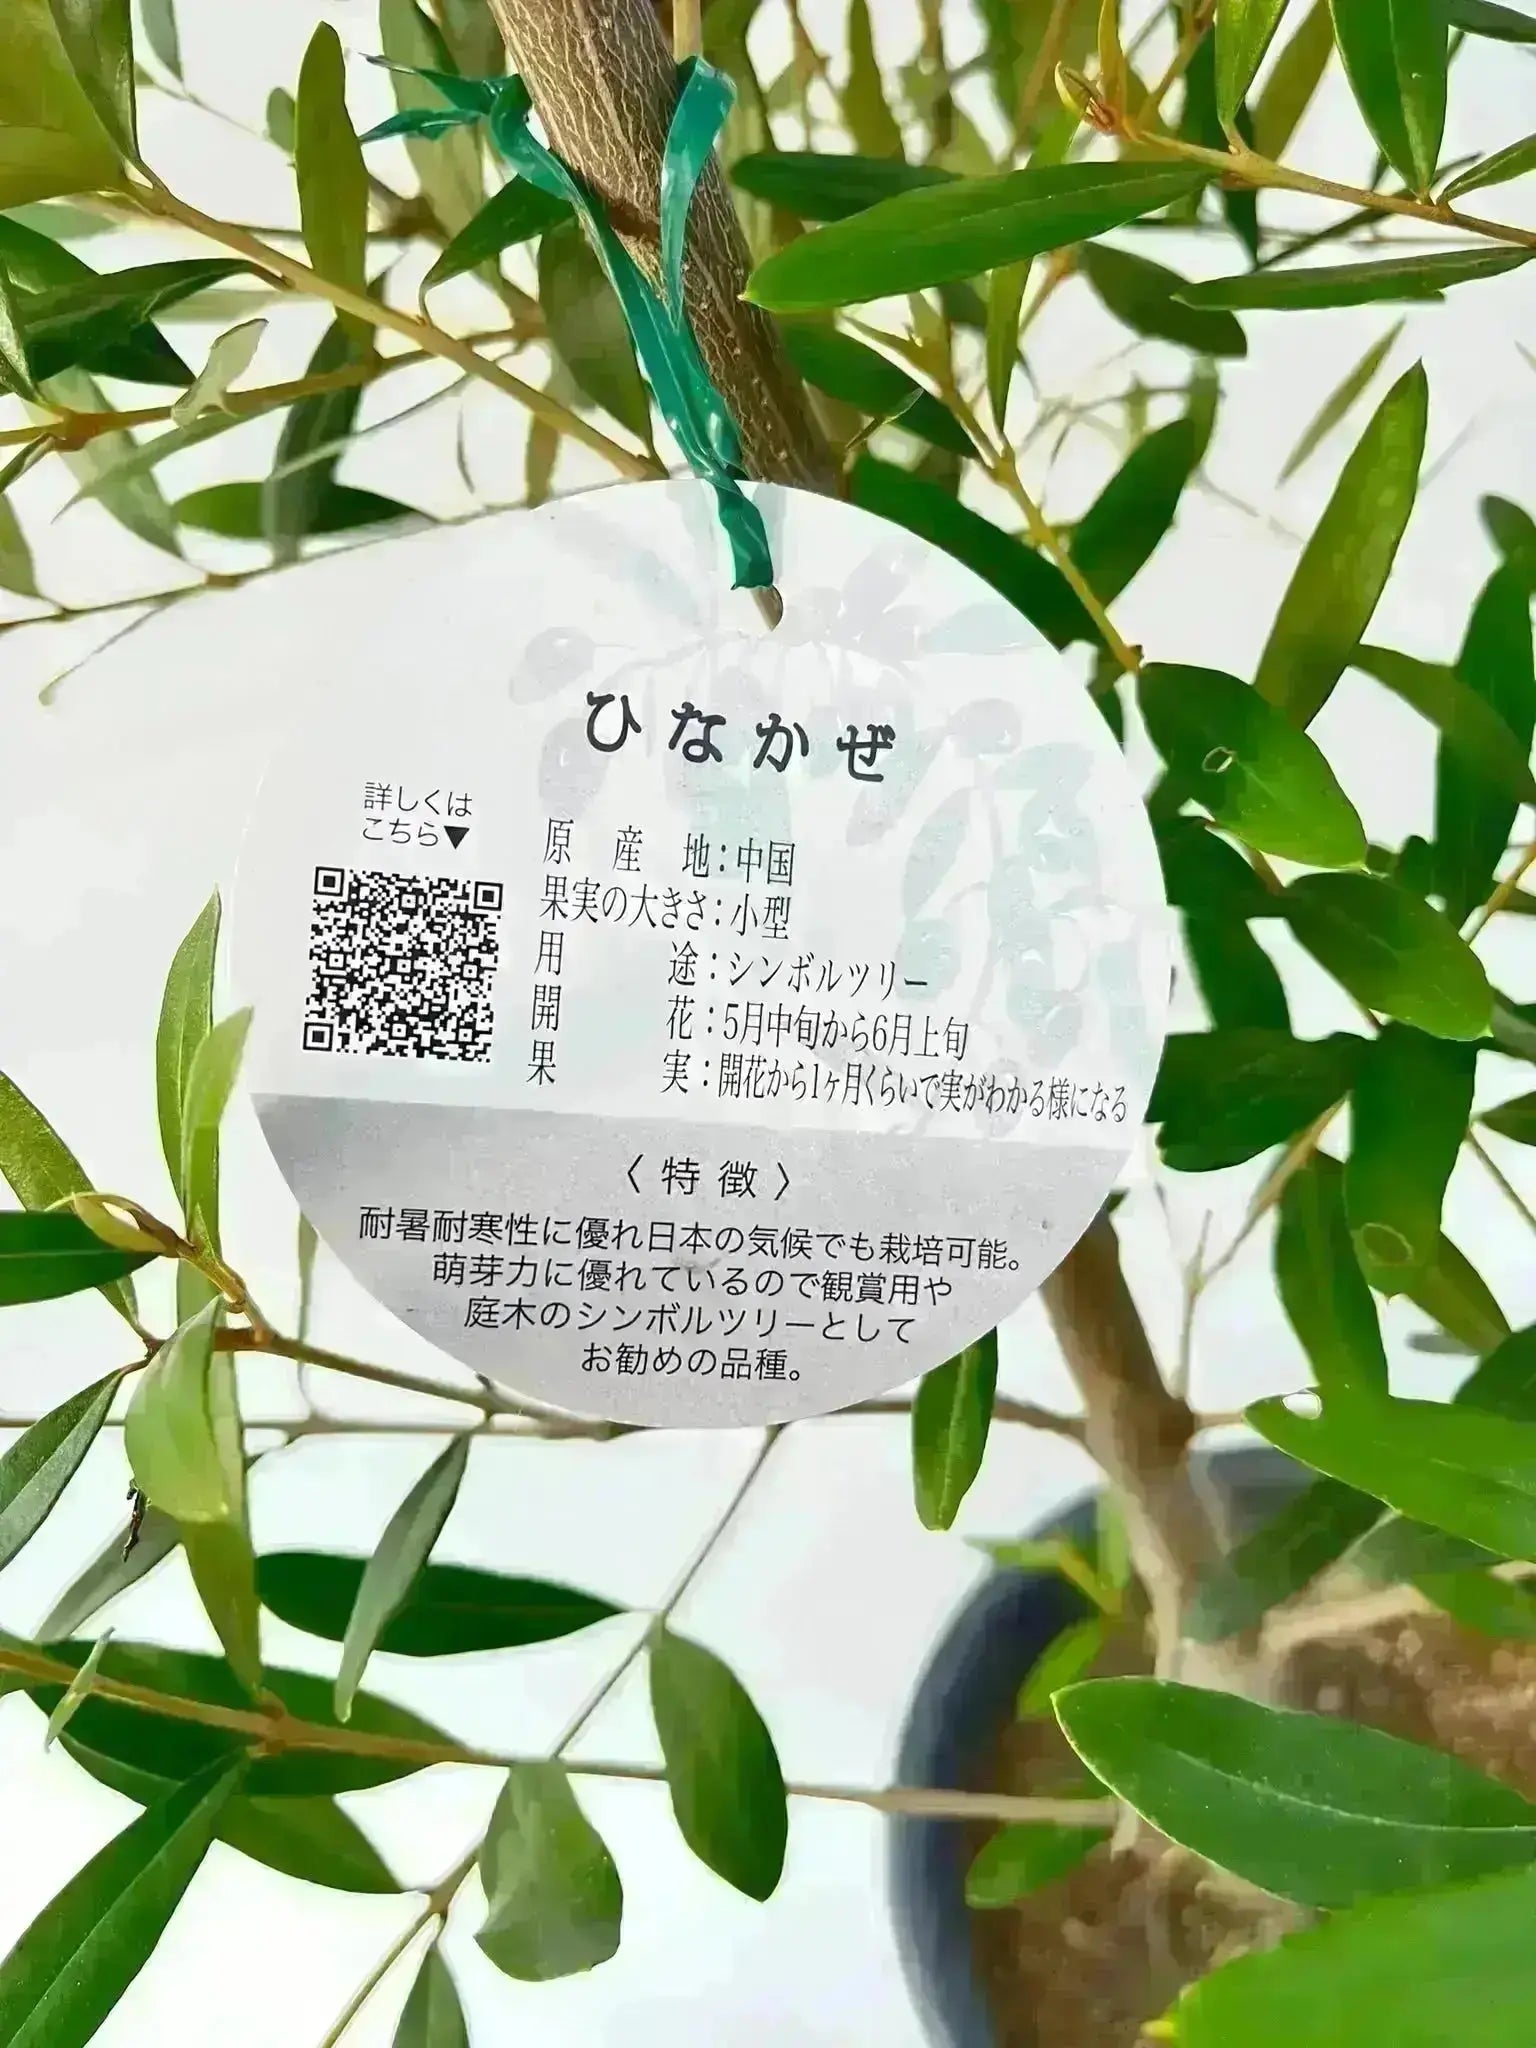 ひなかぜ
詳しくは
こちら▼
原産地：中国
果実の大きさ：小型
用途：シンボルツリー
開花：5月中旬から6月上旬
果実：開花から1ヶ月くらいで実がわかる様になる
〈特徴〉
耐暑耐寒性に優れ日本の気候でも栽培可能。
萌芽力に優れているので観賞用や
庭木のシンボルツリーとして
お勧めの品種。